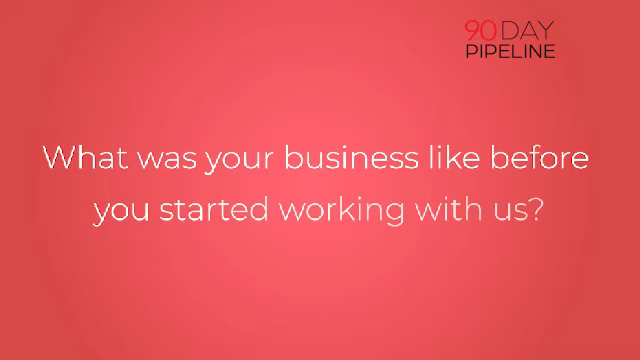 90 DAY
PIPELINE
What was your business like before
you started working with us?